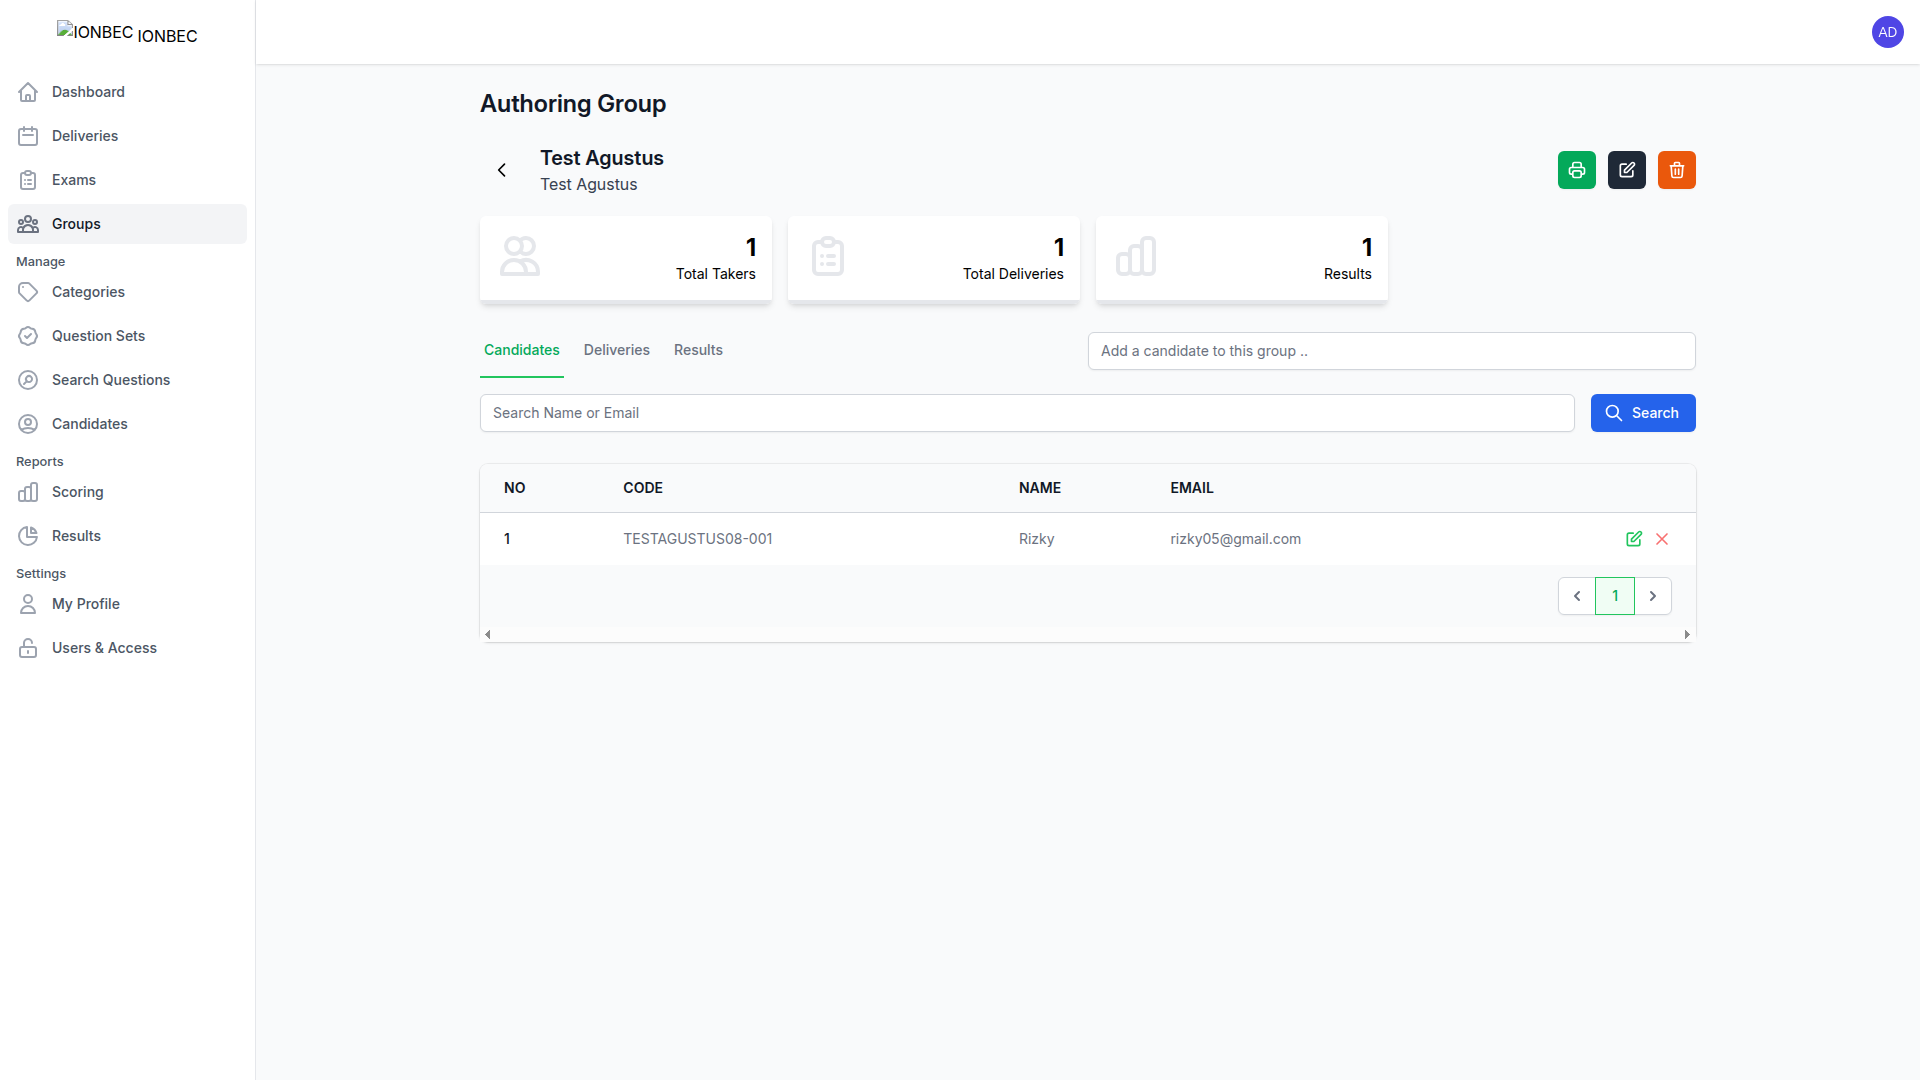 IONBEC IONBEC
AD
Dashboard
Deliveries
Exams
Groups
Manage
Categories
Question Sets
Search Questions
Candidates
Reports
Scoring
Results
Settings
My Profile
Users & Access
Authoring Group
Test Agustus
Test Agustus
1
Total Takers
1
Total Deliveries
1
Results
Candidates Deliveries Results
Add a candidate to this group ..
Search Name or Email
Search
NO CODE NAME EMAIL
1 TESTAGUSTUS08-001 Rizky rizky05@gmail.com
1